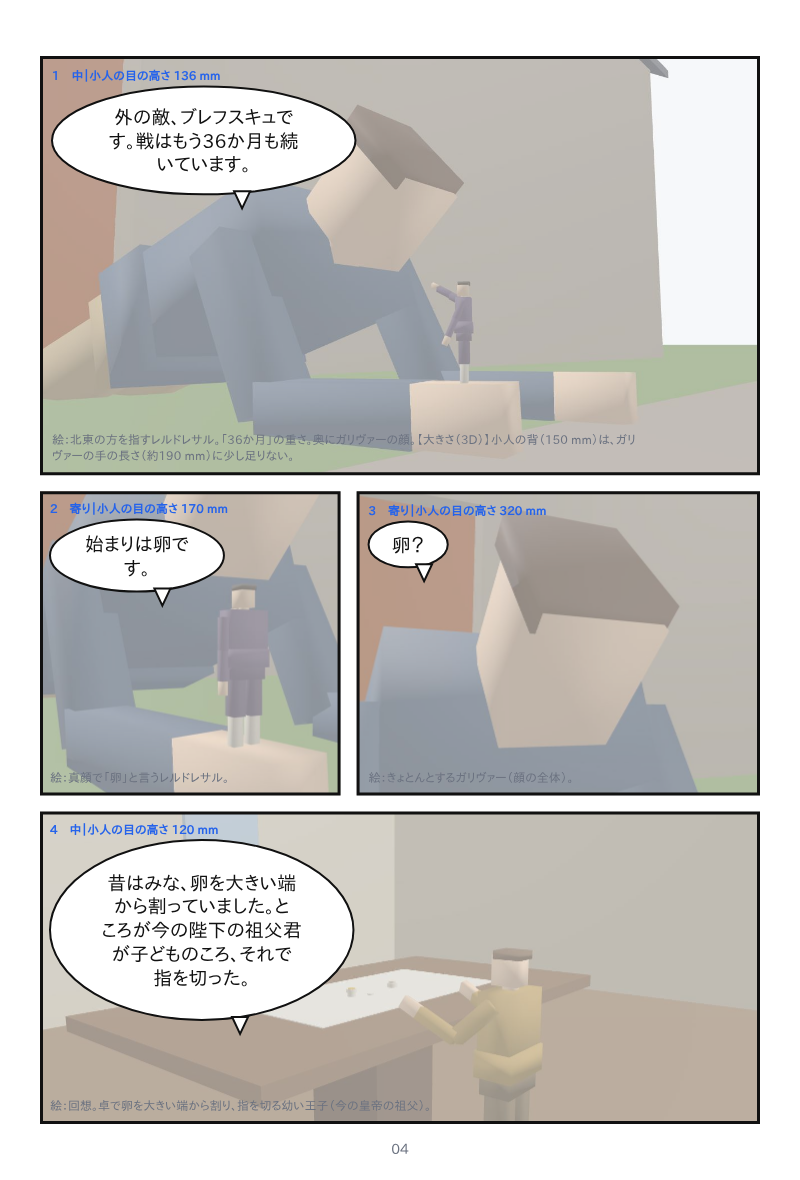 1 中|小人の目の高さ136 mm
外の敵、ブレフスキュで
す。戦はもう36か月も続
いています。
絵:北東の方を指すレルドレサル。「36か月」の重さ。奥にガリヴァーの顔。【大きさ(3D)】小人の背(150 mm)は、ガリ
ヴァーの手の長さ(約190 mm)に少し足りない。
2 寄り|小人の目の高さ170 mm
始まりは卵で
す。
絵:真顔で「卵」と言うレルドレサル。
3 寄り|小人の目の高さ320 mm
卵?
絵:きょとんとするガリヴァー(顔の全体)。
4 中|小人の目の高さ120 mm
昔はみな、卵を大きい端
から割っていました。と
ころが今の陛下の祖父君
が子どものころ、それで
指を切った。
絵:回想。卓で卵を大きい端から割り、指を切る幼い王子(今の皇帝の祖父)。
04